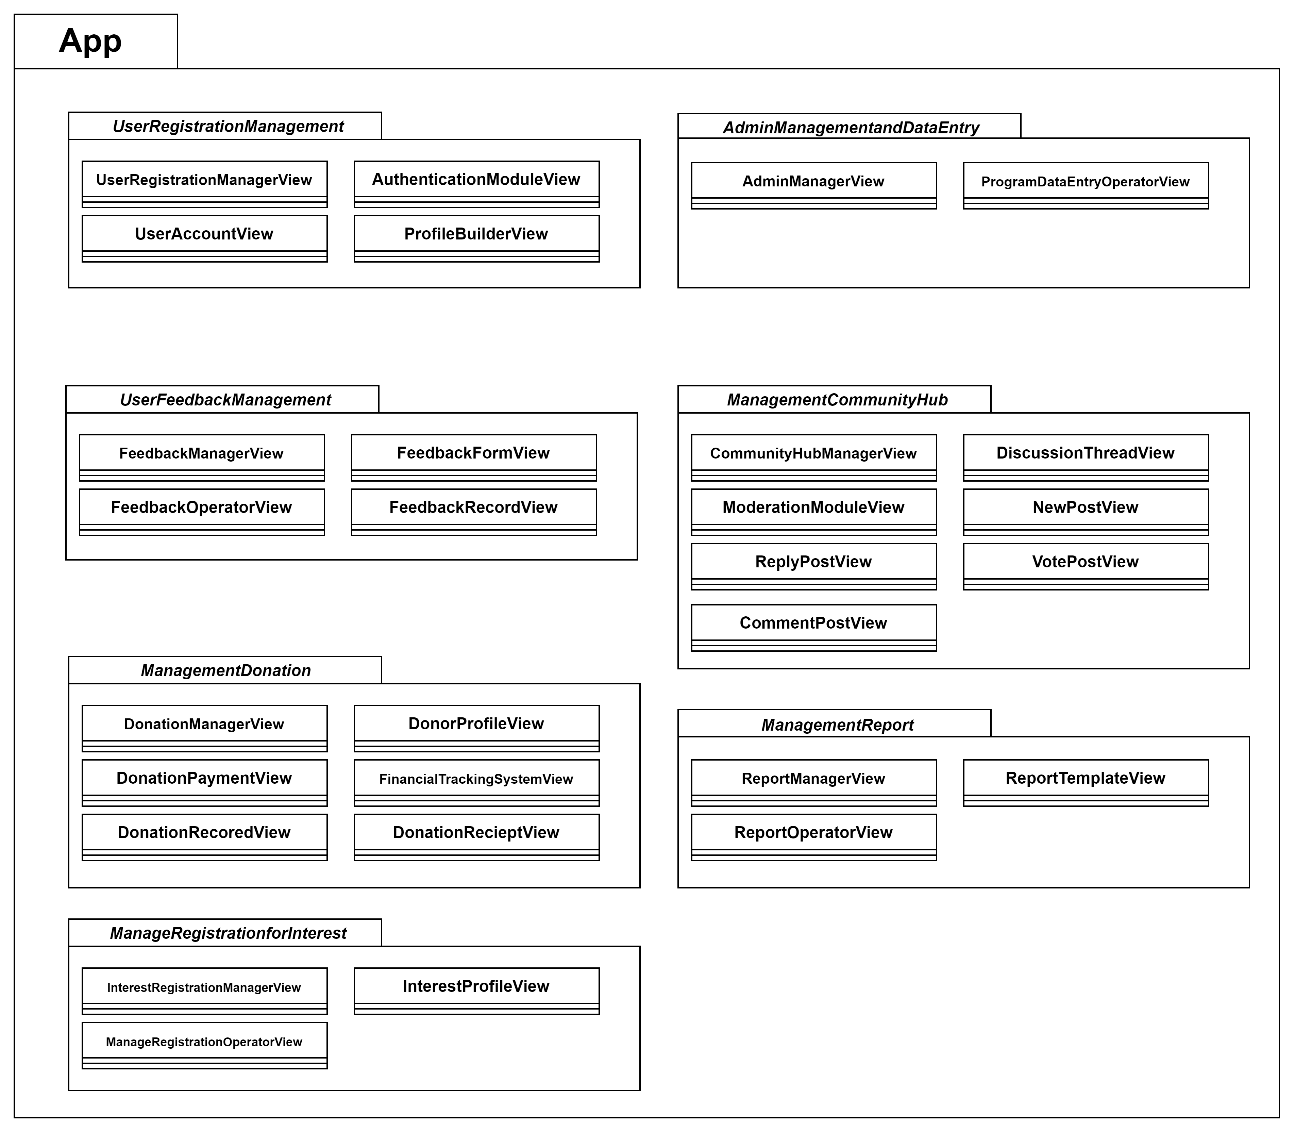 App
UserRegistrationManagement
UserRegistrationManagerView
AuthenticationModuleView
UserAccountView
ProfileBuilderView
AdminManagementandDataEntry
AdminManagerView
ProgramDataEntryOperatorView
UserFeedbackManagement
FeedbackManagerView
FeedbackFormView
FeedbackOperatorView
FeedbackRecordView
ManagementCommunityHub
CommunityHubManagerView
DiscussionThreadView
ModerationModuleView
NewPostView
ReplyPostView
VotePostView
CommentPostView
ManagementDonation
DonationManagerView
DonorProfileView
DonationPaymentView
FinancialTrackingSystemView
DonationRecoredView
DonationRecieptView
ManagementReport
ReportManagerView
ReportTemplateView
ReportOperatorView
ManageRegistrationforInterest
InterestRegistrationManagerView
InterestProfileView
ManageRegistrationOperatorView